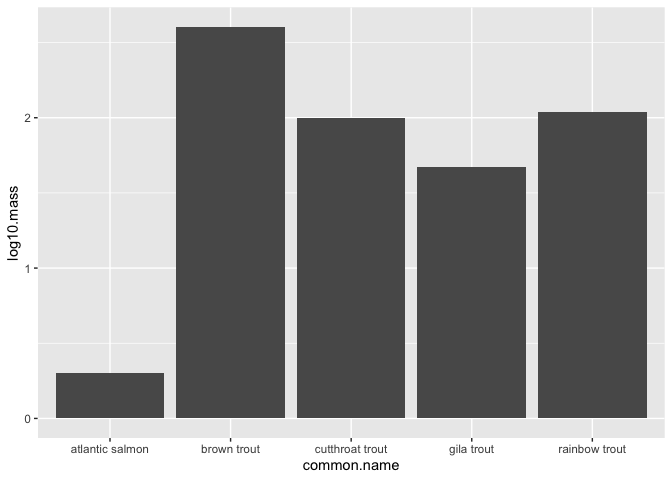 log10.mass
2
1
0
atlantic salmon
brown trout
cutthroat trout
gila trout
rainbow trout
common.name